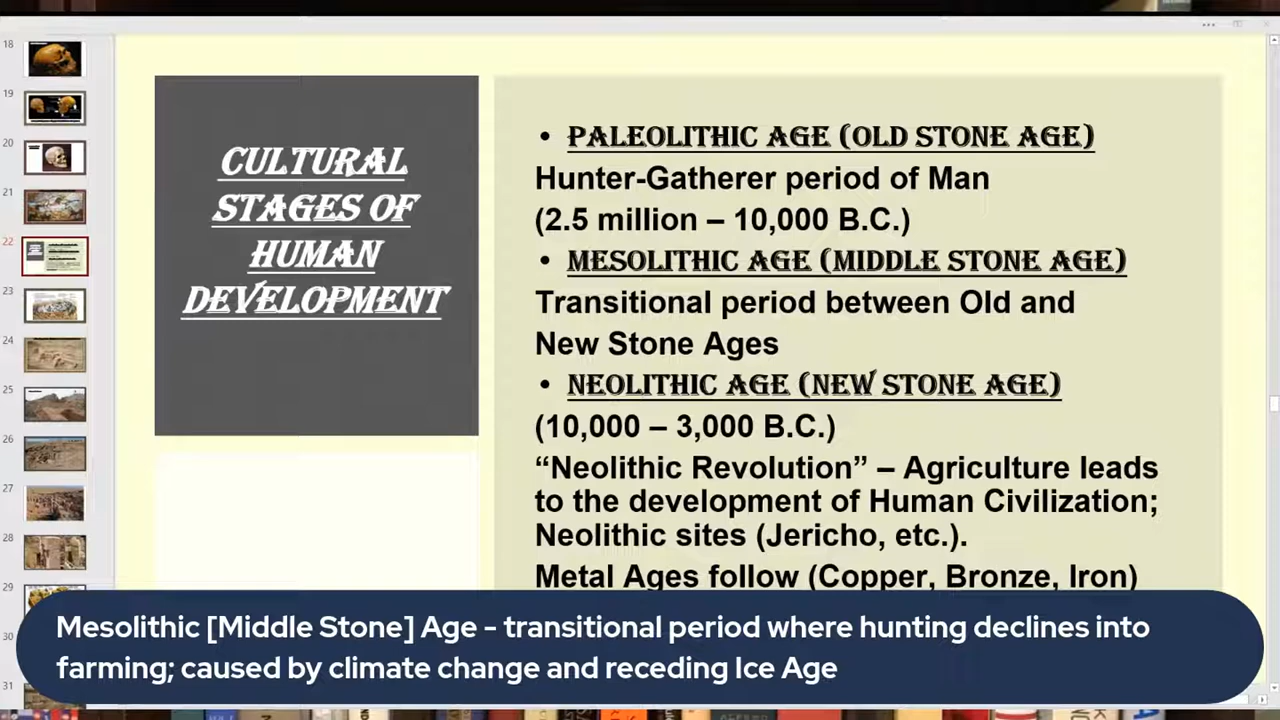 18
19
20
21
22
23
24
25
26
27
28
29
30
31
CULTURAL
STAGES OF
HUMAN
DEVELOPMENT
• PALEOLITHIC AGE (OLD STONE AGE)
Hunter-Gatherer period of Man
(2.5 million – 10,000 B.C.)
• MESOLITHIC AGE (MIDDLE STONE AGE)
Transitional period between Old and
New Stone Ages
• NEOLITHIC AGE (NEW STONE AGE)
(10,000 – 3,000 B.C.)
“Neolithic Revolution” – Agriculture leads
to the development of Human Civilization;
Neolithic sites (Jericho, etc.).
Metal Ages follow (Copper, Bronze, Iron)
Mesolithic [Middle Stone] Age - transitional period where hunting declines into
farming; caused by climate change and receding Ice Age